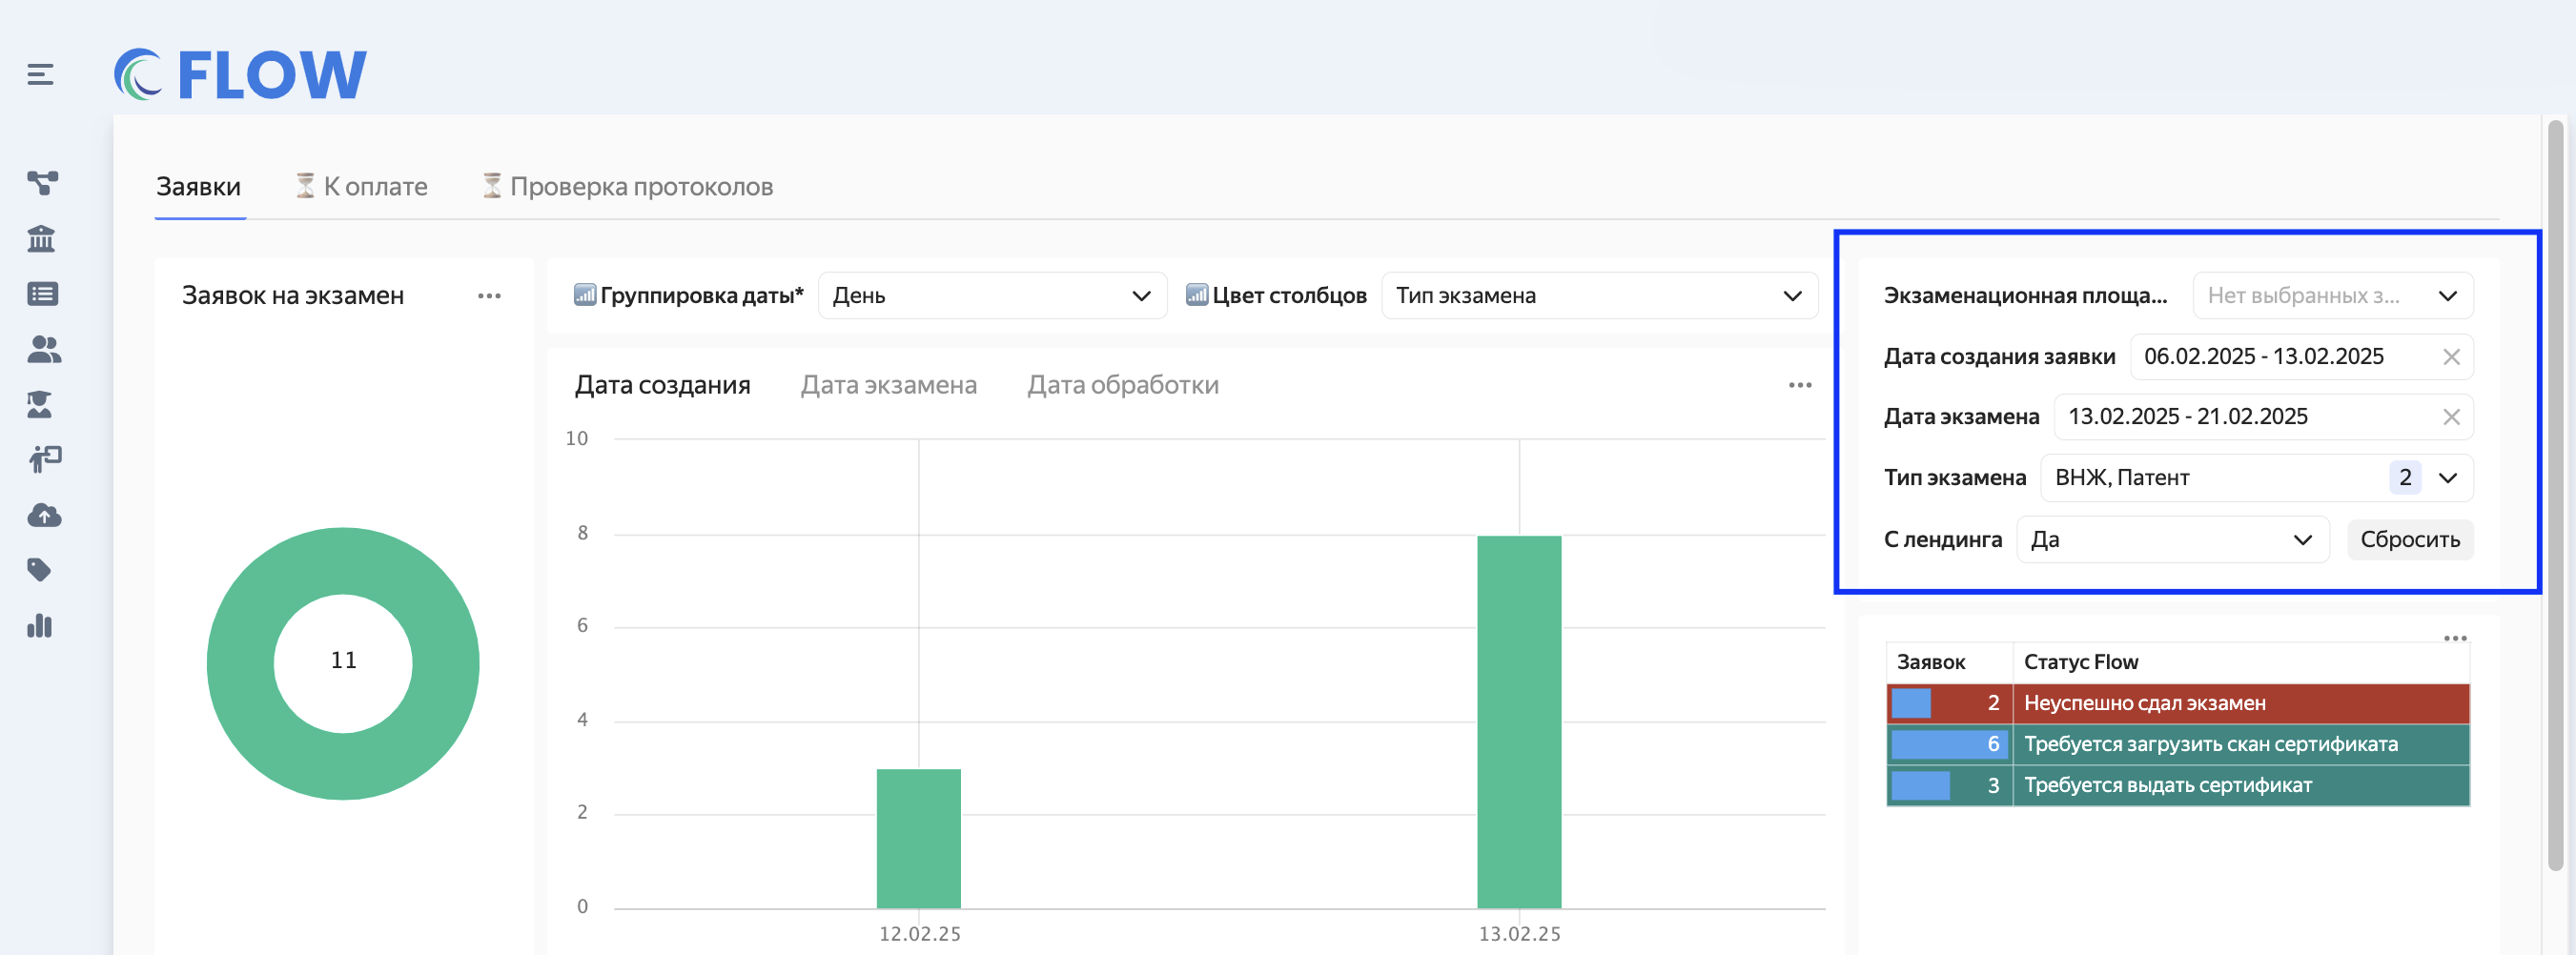 FLOW
Заявки
⏳ К оплате
⏳ Проверка протоколов
Заявок на экзамен
11
Группировка даты*
День
Цвет столбцов
Тип экзамена
Дата создания
Дата экзамена
Дата обработки
10
8
6
4
2
0
12.02.25
13.02.25
Экзаменационная площа...
Нет выбранных з...
Дата создания заявки
06.02.2025 - 13.02.2025
Дата экзамена
13.02.2025 - 21.02.2025
Тип экзамена
ВНЖ, Патент
2
С лендинга
Да
Сбросить
Заявок Статус Flow
2 Неуспешно сдал экзамен
6 Требуется загрузить скан сертификата
3 Требуется выдать сертификат